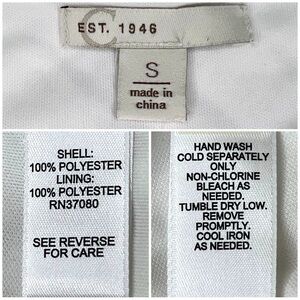 C
EST. 1946
S
made in
china
SHELL:
100% POLYESTER
LINING:
100% POLYESTER
RN37080
SEE REVERSE
FOR CARE
HAND WASH
COLD SEPARATELY
ONLY
NON-CHLORINE
BLEACH AS
NEEDED.
TUMBLE DRY LOW.
REMOVE
PROMPTLY.
COOL IRON
AS NEEDED.